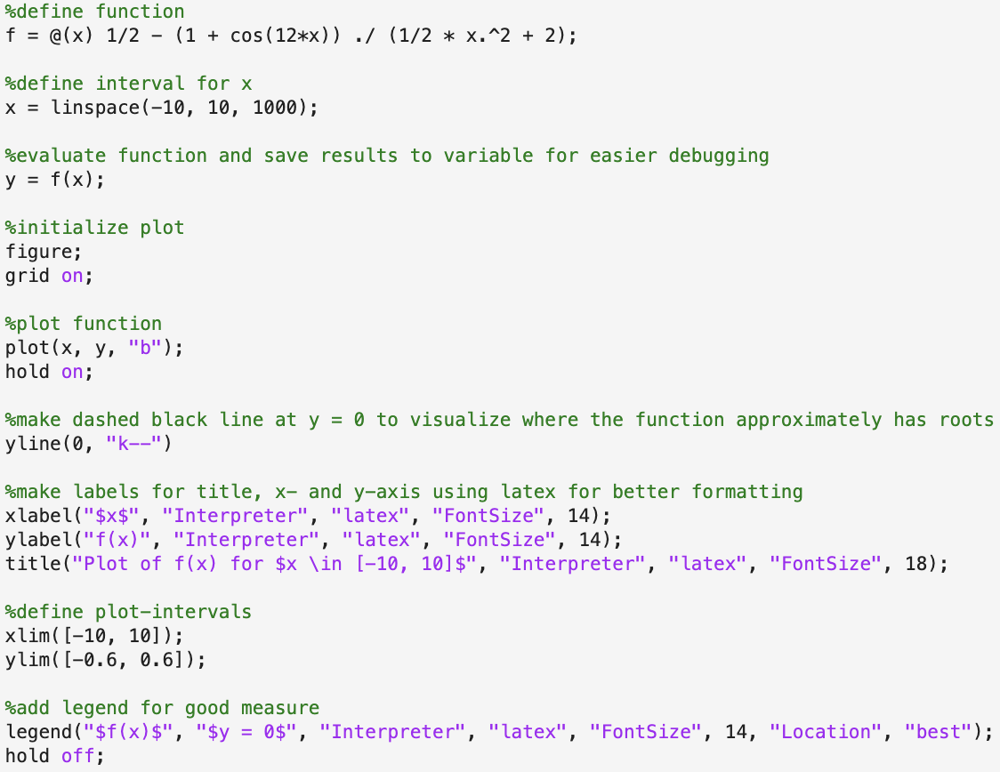 %define function
f = @(x) 1/2 - (1 + cos(12*x)) ./ (1/2 * x.^2 + 2);
%define interval for x
x = linspace(-10, 10, 1000);
%evaluate function and save results to variable for easier debugging
y = f(x);
%initialize plot
figure;
grid on;
%plot function
plot(x, y, "b");
hold on;
%make dashed black line at y = 0 to visualize where the function approximately has roots
yline(0, "k--")
%make labels for title, x- and y-axis using latex for better formatting
xlabel("$x$", "Interpreter", "latex", "FontSize", 14);
ylabel("f(x)", "Interpreter", "latex", "FontSize", 14);
title("Plot of f(x) for $x \in [-10, 10]$", "Interpreter", "latex", "FontSize", 18);
%define plot-intervals
xlim([-10, 10]);
ylim([-0.6, 0.6]);
%add legend for good measure
legend("$f(x)$", "$y = 0$", "Interpreter", "latex", "FontSize", 14, "Location", "best");
hold off;